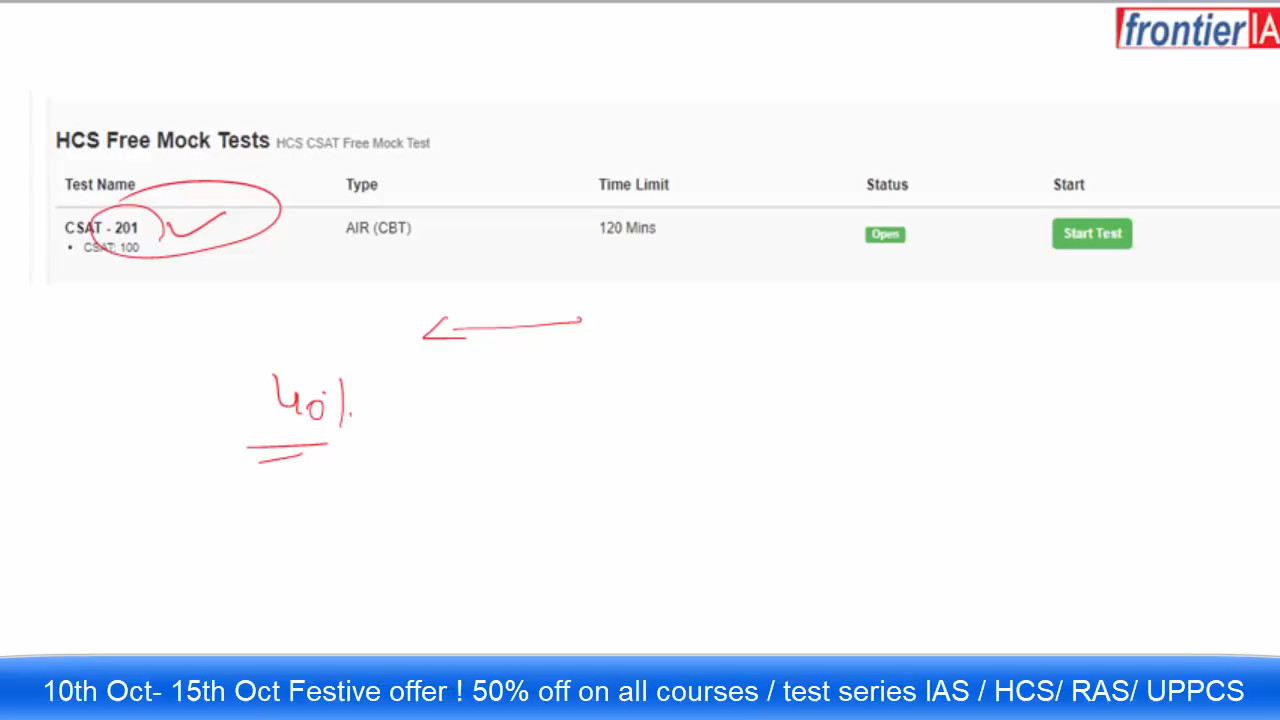 frontierIA
HCS Free Mock Tests HCS CSAT Free Mock Test
Test Name Type Time Limit Status Start
CSAT - 201 AIR (CBT) 120 Mins Open Start Test
• CSAT: 100
40%
10th Oct- 15th Oct Festive offer ! 50% off on all courses / test series IAS / HCS/ RAS/ UPPCS